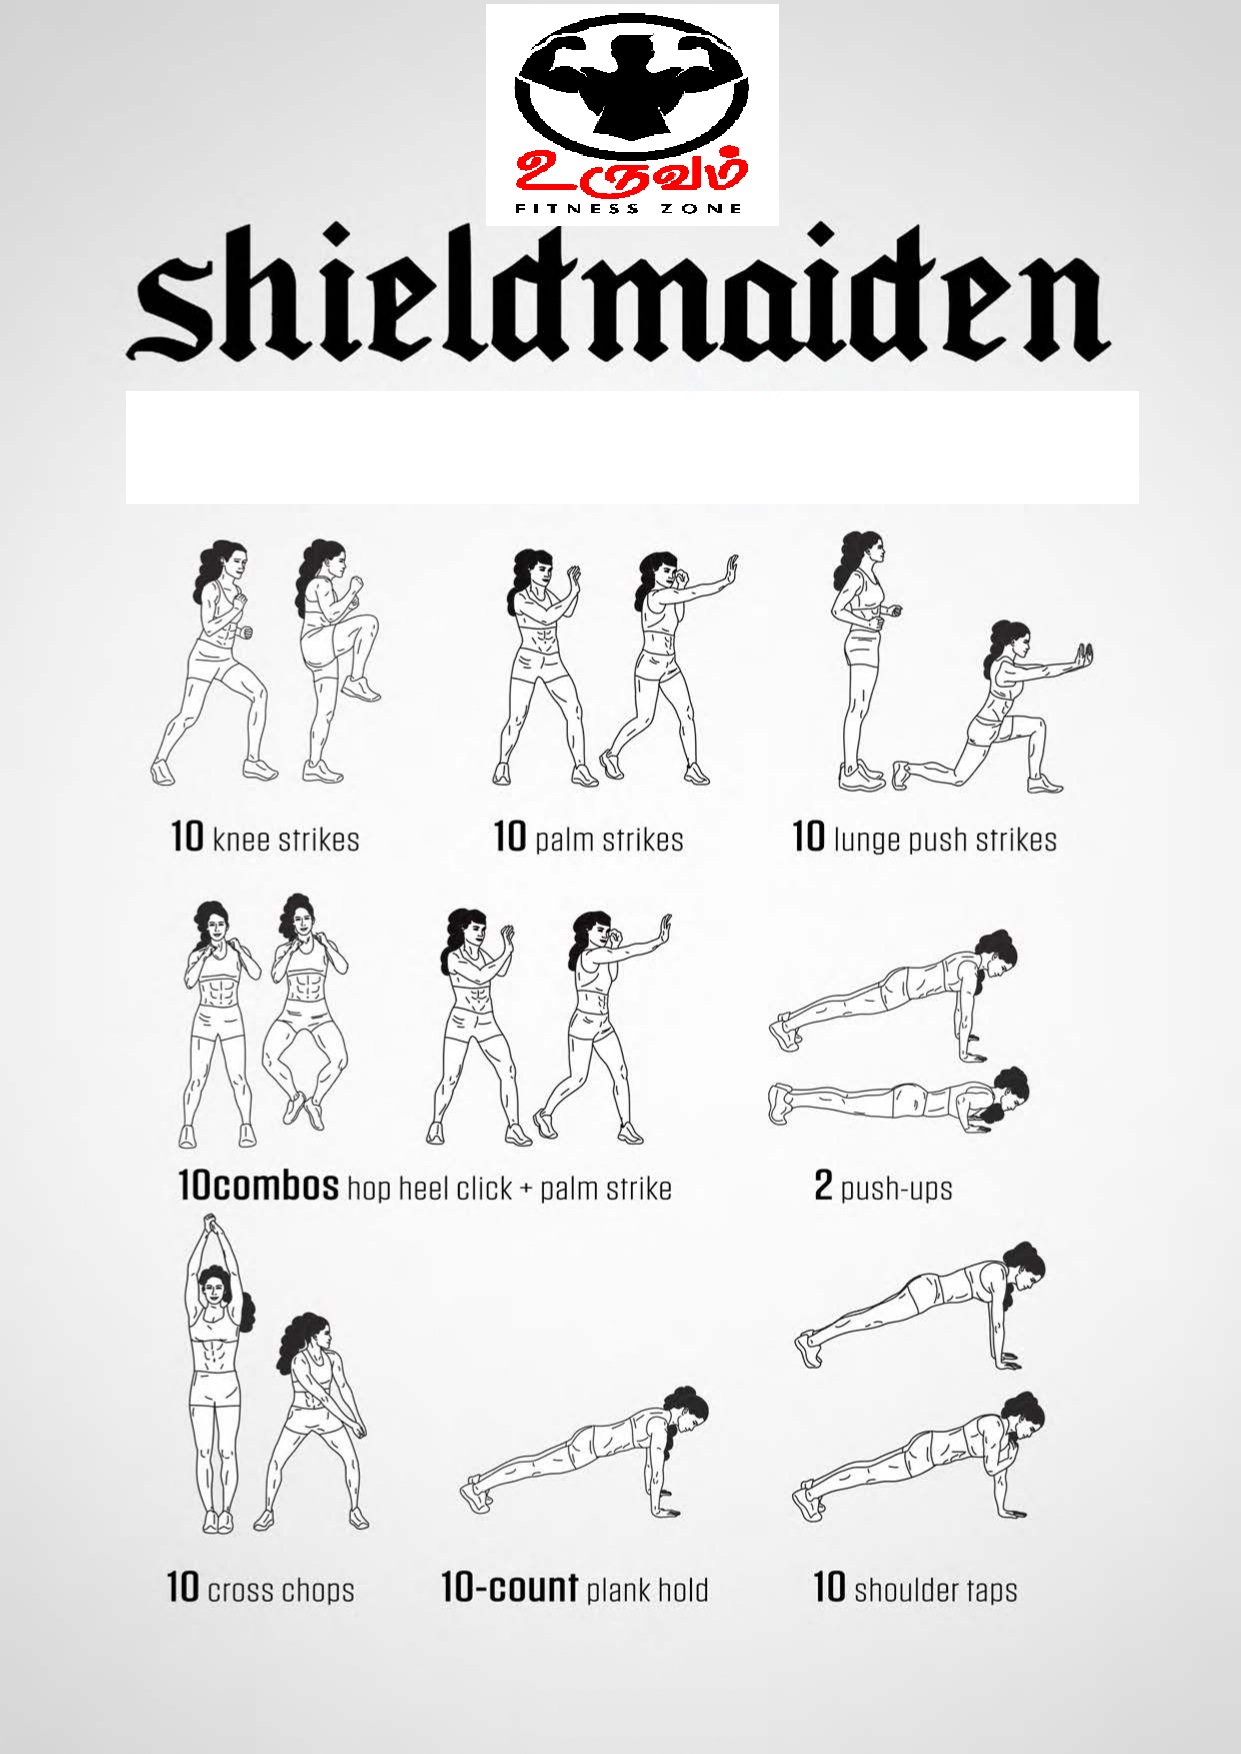 உருவம்
FITNESS ZONE
shieldmaiden
10 knee strikes
10 palm strikes
10 lunge push strikes
10combos hop heel click + palm strike
2 push-ups
10 cross chops
10-count plank hold
10 shoulder taps